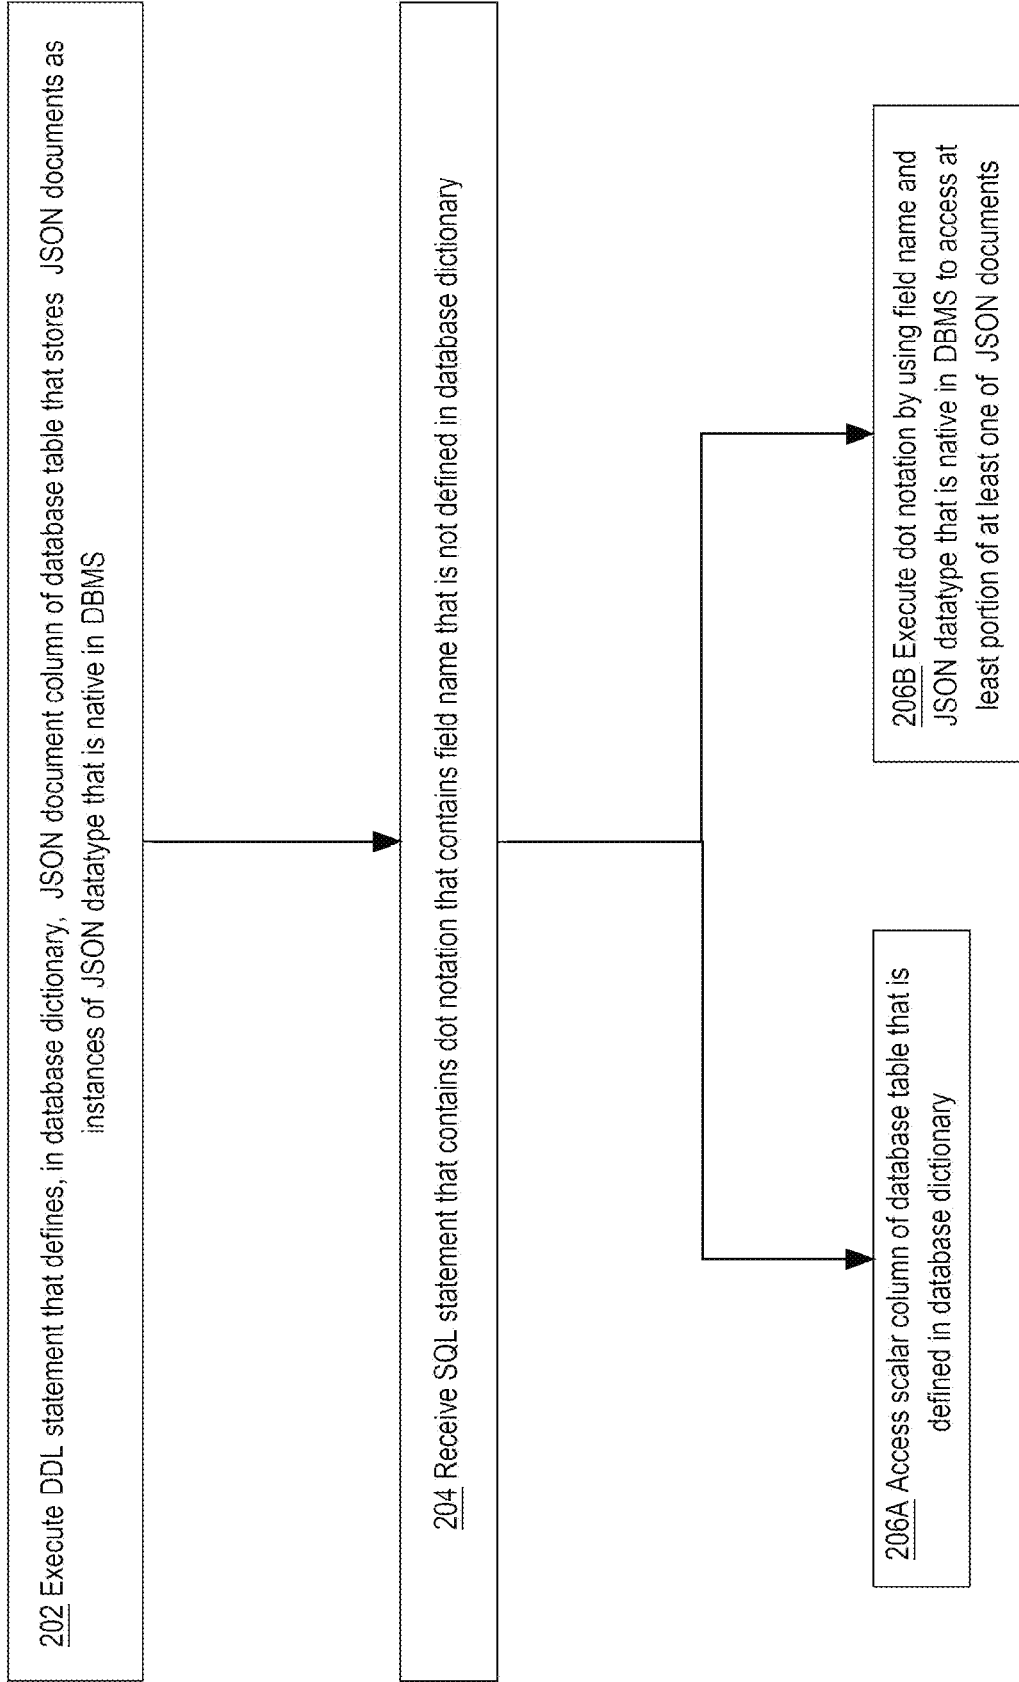 202 Execute DDL statement that defines, in database dictionary, JSON document column of database table that stores JSON documents as
instances of JSON datatype that is native in DBMS
204 Receive SQL statement that contains dot notation that contains field name that is not defined in database dictionary
206A Access scalar column of database table that is
defined in database dictionary
206B Execute dot notation by using field name and
JSON datatype that is native in DBMS to access at
least portion of at least one of JSON documents